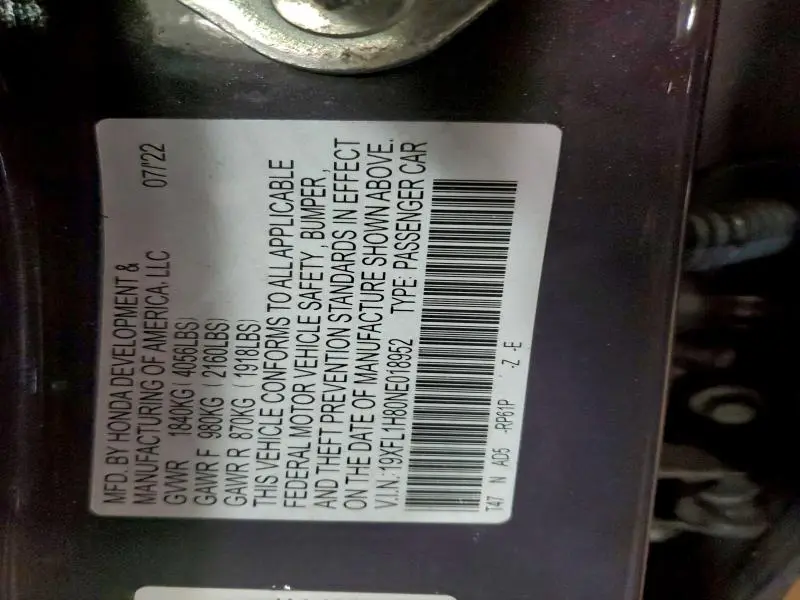 MFD. BY HONDA DEVELOPMENT &
MANUFACTURING OF AMERICA, LLC 07/'22
GVWR 1840KG ( 4056LBS)
GAWR F 980KG ( 2160LBS)
GAWR R 870KG ( 1918LBS)
THIS VEHICLE CONFORMS TO ALL APPLICABLE
FEDERAL MOTOR VEHICLE SAFETY , BUMPER ,
AND THEFT PREVENTION STANDARDS IN EFFECT
ON THE DATE OF MANUFACTURE SHOWN ABOVE.
V.I.N. :19XFL1H80NE018952 TYPE: PASSENGER CAR
T47 N AD5 -RP61P -Z -E